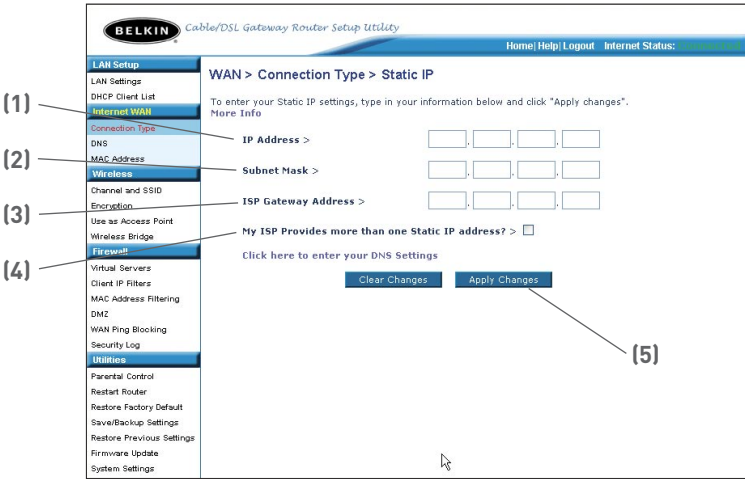 BELKIN Cable/DSL Gateway Router Setup Utility
Home|Help|Logout Internet Status:
LAN Setup
LAN Settings
DHCP Client List
Internet WAN
Connection Type
DNS
MAC Address
Wireless
Channel and SSID
Encryption
Use as Access Point
Wireless Bridge
Firewall
Virtual Servers
Client IP Filters
MAC Address Filtering
DMZ
WAN Ping Blocking
Security Log
Utilities
Parental Control
Restart Router
Restore Factory Default
Save/Backup Settings
Restore Previous Settings
Firmware Update
System Settings
WAN > Connection Type > Static IP
To enter your Static IP settings, type in your information below and click "Apply changes".
More Info
(1) IP Address > . . .
(2) Subnet Mask > . . .
(3) ISP Gateway Address > . . .
(4) My ISP Provides more than one Static IP address? >
Click here to enter your DNS Settings
Clear Changes Apply Changes
(5)